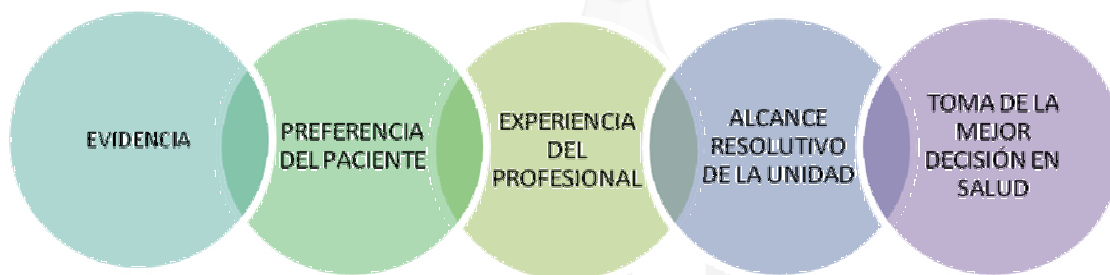 EVIDENCIA
PREFERENCIA
DEL PACIENTE
EXPERIENCIA
DEL
PROFESIONAL
ALCANCE
RESOLUTIVO
DE LA UNIDAD
TOMA DE LA
MEJOR
DECISIÓN EN
SALUD